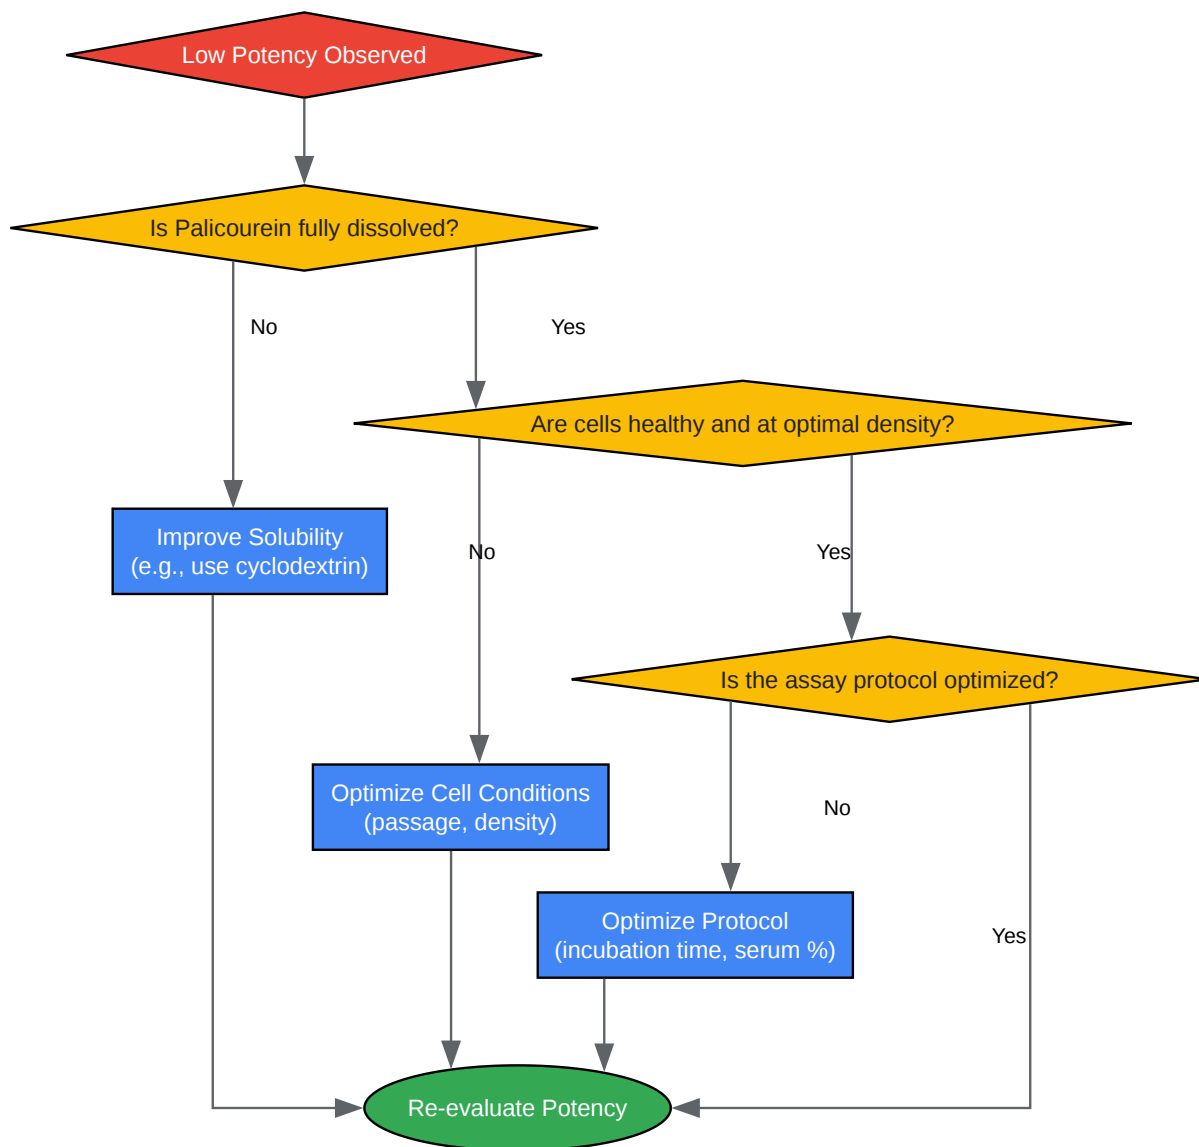 Low Potency Observed
Is Palicourein fully dissolved?
No
Yes
Are cells healthy and at optimal density?
Improve Solubility
(e.g., use cyclodextrin)
No
Yes
Is the assay protocol optimized?
Optimize Cell Conditions
(passage, density)
No
Optimize Protocol
(incubation time, serum %)
Yes
Re-evaluate Potency